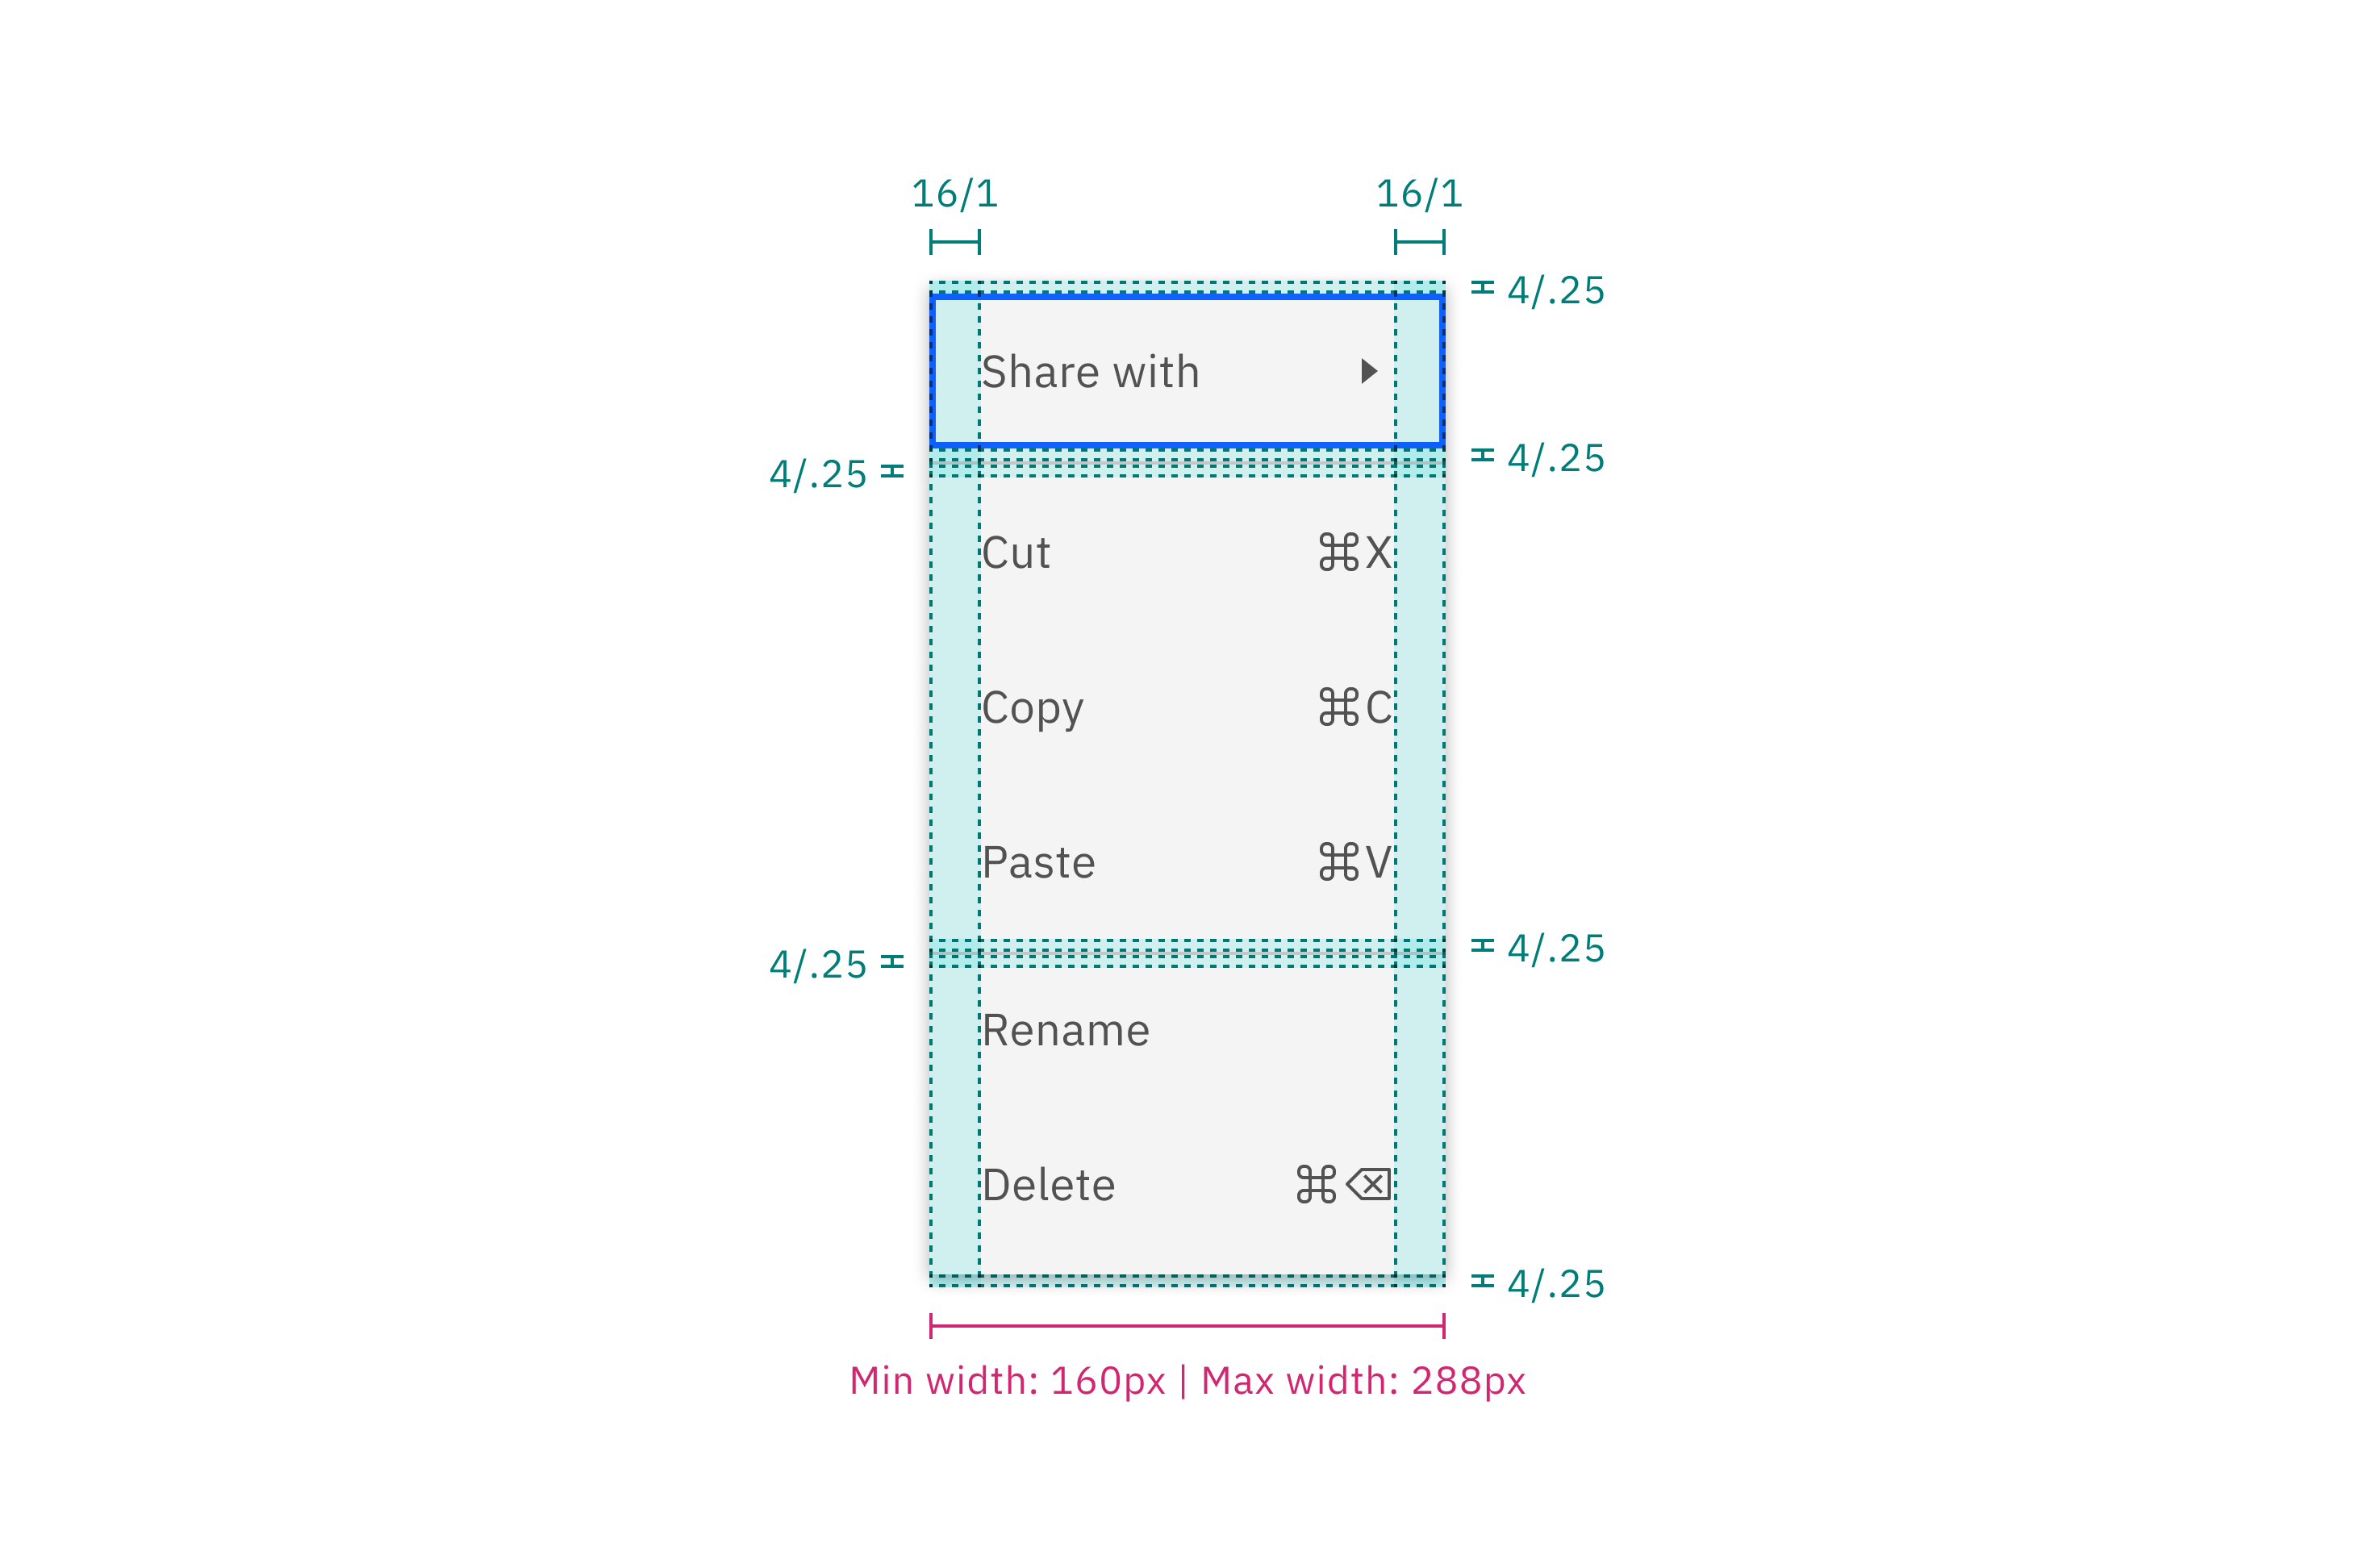 16/1 16/1
4/.25
Share with
4/.25
4/.25
Cut ⌘X
Copy ⌘C
Paste ⌘V
4/.25
4/.25
Rename
Delete ⌘⌫
4/.25
Min width: 160px | Max width: 288px